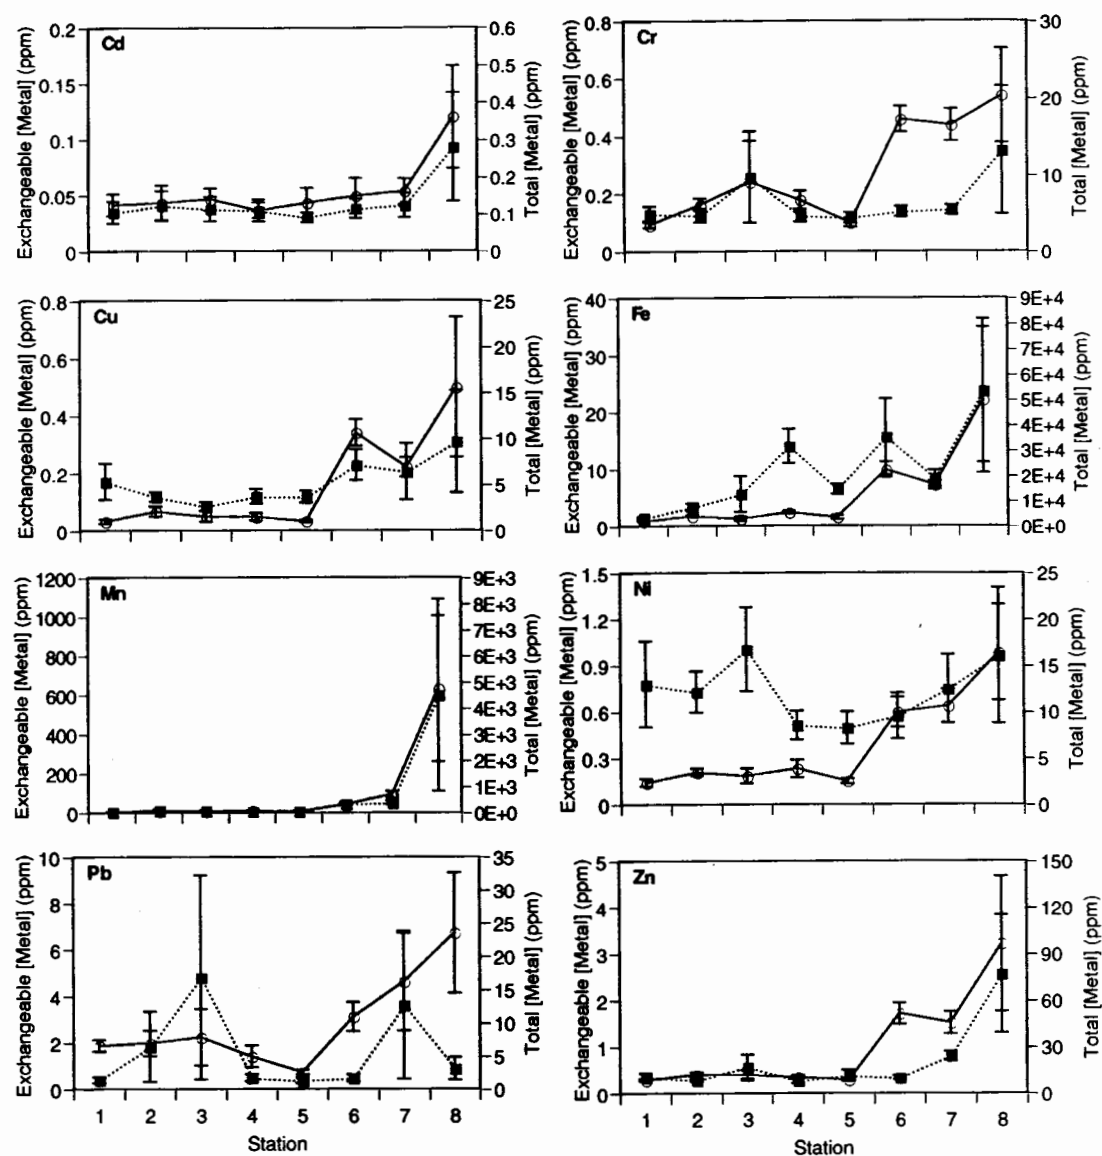 Cd
Exchangeable [Metal] (ppm)
0.2
0.15
0.1
0.05
0
0.6
0.5
0.4
0.3
0.2
0.1
0
Total [Metal] (ppm)
Cr
Exchangeable [Metal] (ppm)
0.8
0.6
0.4
0.2
0
30
20
10
0
Total [Metal] (ppm)
Cu
Exchangeable [Metal] (ppm)
0.8
0.6
0.4
0.2
0
25
20
15
10
5
0
Total [Metal] (ppm)
Fe
Exchangeable [Metal] (ppm)
40
30
20
10
0
9E+4
8E+4
7E+4
6E+4
5E+4
4E+4
3E+4
2E+4
1E+4
0E+0
Total [Metal] (ppm)
Mn
Exchangeable [Metal] (ppm)
1200
1000
800
600
400
200
0
9E+3
8E+3
7E+3
6E+3
5E+3
4E+3
3E+3
2E+3
1E+3
0E+0
Total [Metal] (ppm)
Ni
Exchangeable [Metal] (ppm)
1.5
1.2
0.9
0.6
0.3
0
25
20
15
10
5
0
Total [Metal] (ppm)
Pb
Exchangeable [Metal] (ppm)
10
8
6
4
2
0
35
30
25
20
15
10
5
0
Total [Metal] (ppm)
1 2 3 4 5 6 7 8
Station
Zn
Exchangeable [Metal] (ppm)
5
4
3
2
1
0
150
120
90
60
30
0
Total [Metal] (ppm)
1 2 3 4 5 6 7 8
Station